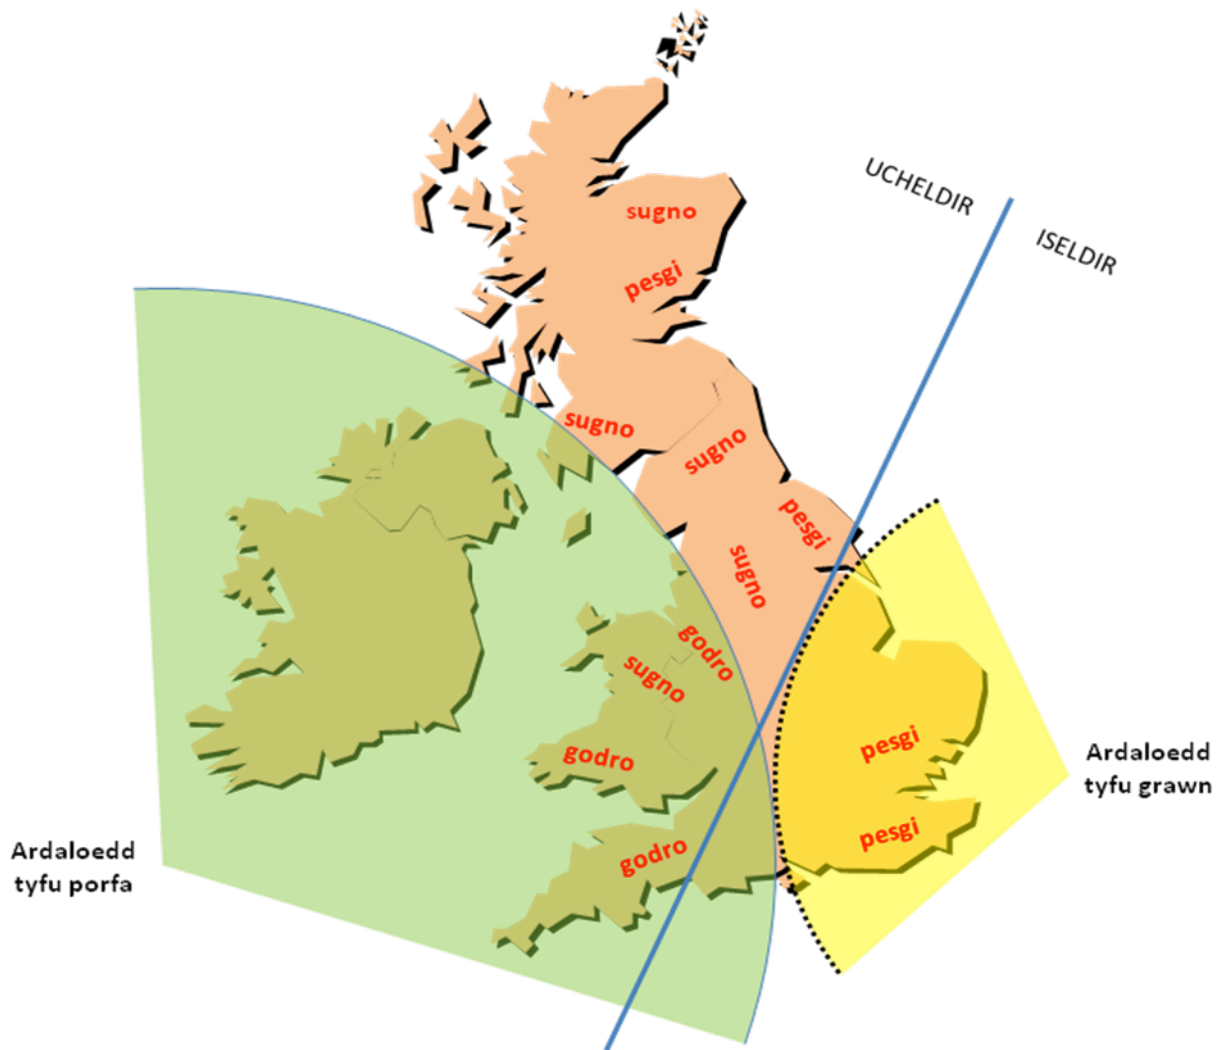 UCHELDIR
ISELDIR
sugno
pesgi
sugno
sugno
pesgi
sugno
godro
sugno
godro
pesgi
Ardaloedd
tyfu grawn
pesgi
godro
Ardaloedd
tyfu porfa